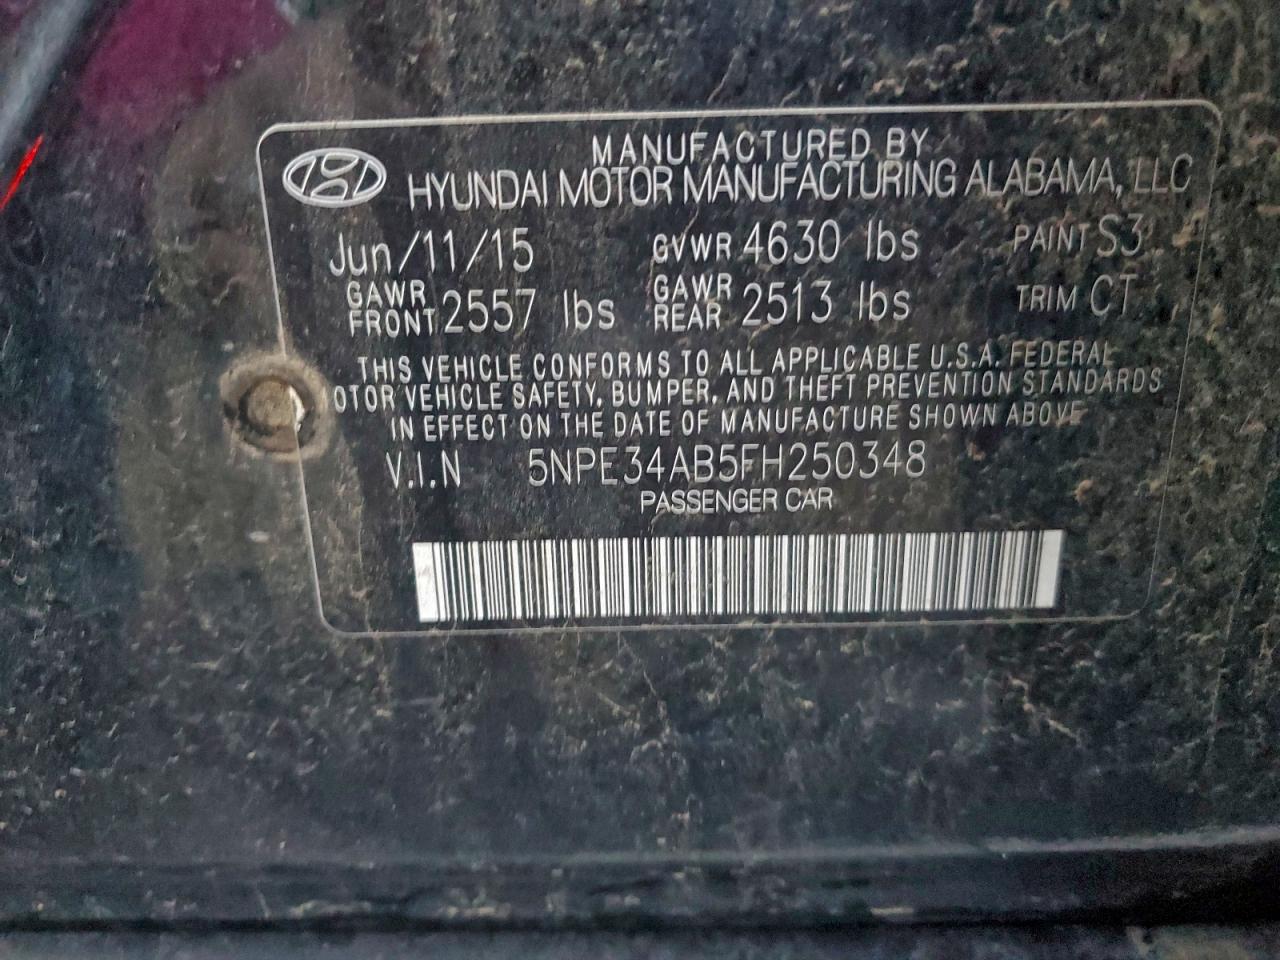 MANUFACTURED BY
HYUNDAI MOTOR MANUFACTURING ALABAMA, LLC
Jun/11/15 GVWR 4630 lbs PAINT S3
GAWR FRONT 2557 lbs GAWR REAR 2513 lbs TRIM CT
THIS VEHICLE CONFORMS TO ALL APPLICABLE U.S.A. FEDERAL
OTOR VEHICLE SAFETY, BUMPER, AND THEFT PREVENTION STANDARDS
IN EFFECT ON THE DATE OF MANUFACTURE SHOWN ABOVE
V.I.N 5NPE34AB5FH250348
PASSENGER CAR